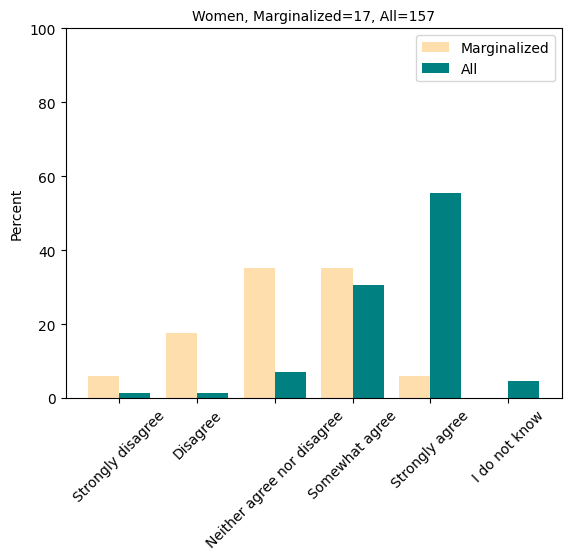 Women, Marginalized=17, All=157
100
80
60
40
20
0
Percent
Marginalized
All
Strongly disagree
Disagree
Neither agree nor disagree
Somewhat agree
Strongly agree
I do not know